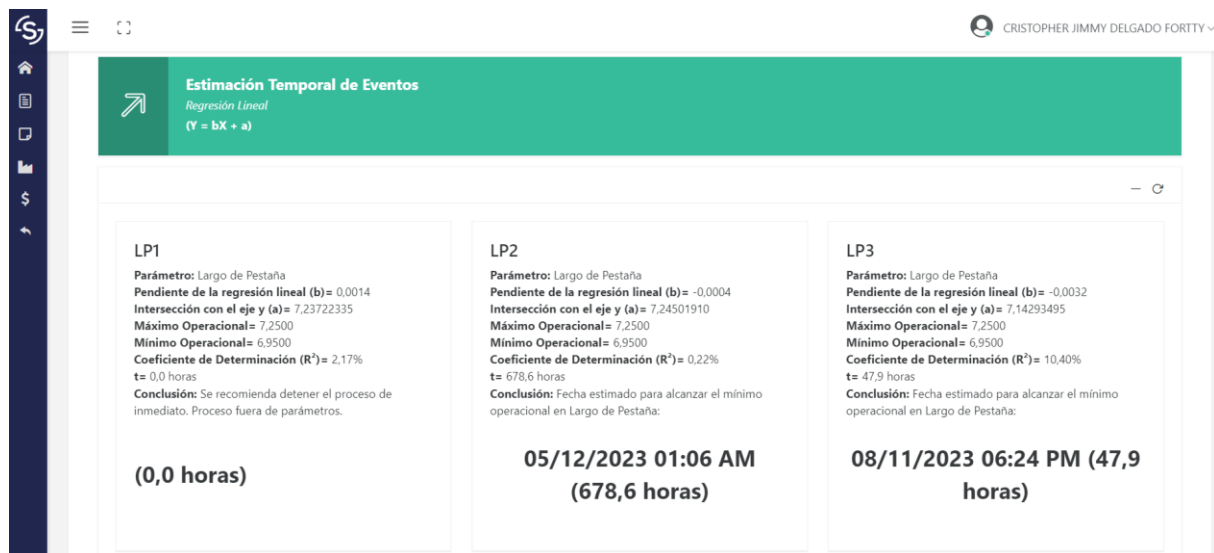 CRISTOPHER JIMMY DELGADO FORTTY
Estimación Temporal de Eventos
Regresión Lineal
(Y = bX + a)
LP1
Parámetro: Largo de Pestaña
Pendiente de la regresión lineal (b)= 0,0014
Intersección con el eje y (a)= 7,23722335
Máximo Operacional= 7,2500
Mínimo Operacional= 6,9500
Coeficiente de Determinación (R²)= 2,17%
t= 0,0 horas
Conclusión: Se recomienda detener el proceso de
inmediato. Proceso fuera de parámetros.
(0,0 horas)
LP2
Parámetro: Largo de Pestaña
Pendiente de la regresión lineal (b)= -0,0004
Intersección con el eje y (a)= 7,24501910
Máximo Operacional= 7,2500
Mínimo Operacional= 6,9500
Coeficiente de Determinación (R²)= 0,22%
t= 678,6 horas
Conclusión: Fecha estimado para alcanzar el mínimo
operacional en Largo de Pestaña:
05/12/2023 01:06 AM
(678,6 horas)
LP3
Parámetro: Largo de Pestaña
Pendiente de la regresión lineal (b)= -0,0032
Intersección con el eje y (a)= 7,14293495
Máximo Operacional= 7,2500
Mínimo Operacional= 6,9500
Coeficiente de Determinación (R²)= 10,40%
t= 47,9 horas
Conclusión: Fecha estimado para alcanzar el mínimo
operacional en Largo de Pestaña:
08/11/2023 06:24 PM (47,9
horas)